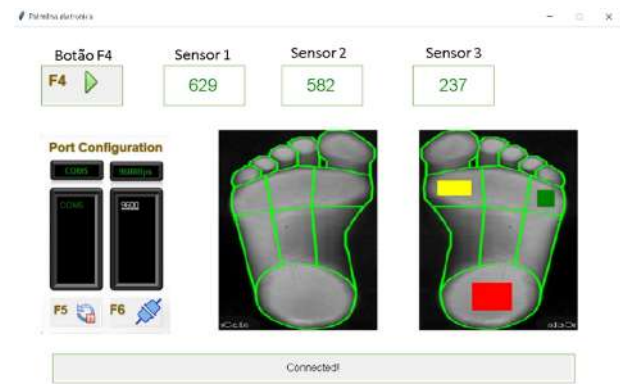 Palmilha eletronica
Botão F4
Sensor 1
Sensor 2
Sensor 3
F4
629
582
237
Port Configuration
COM5
9600bps
COM5
9600
F5
F6
Connected!